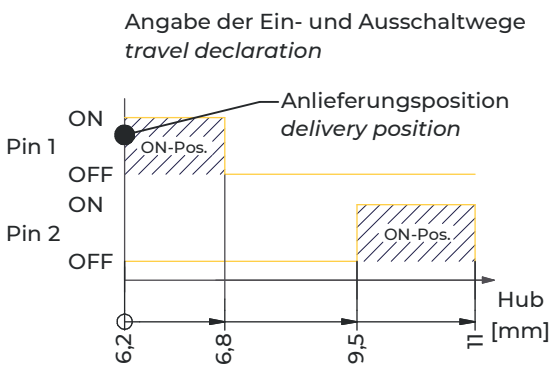 Angabe der Ein- und Ausschaltwege
travel declaration
Anlieferungsposition
delivery position
ON
Pin 1
ON-Pos.
OFF
ON
Pin 2
ON-Pos.
OFF
Hub
[mm]
6,2
6,8
9,5
11